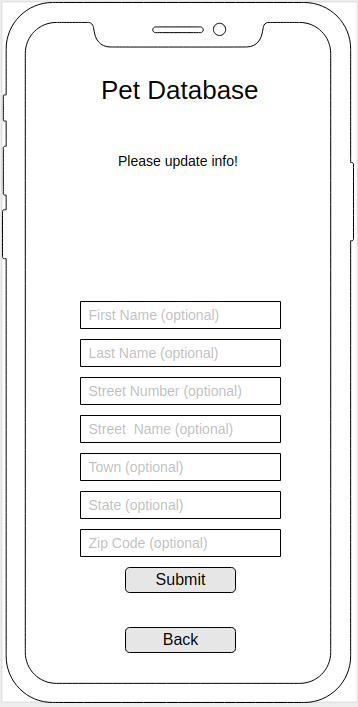 Pet Database
Please update info!
First Name (optional)
Last Name (optional)
Street Number (optional)
Street  Name (optional)
Town (optional)
State (optional)
Zip Code (optional)
Submit
Back